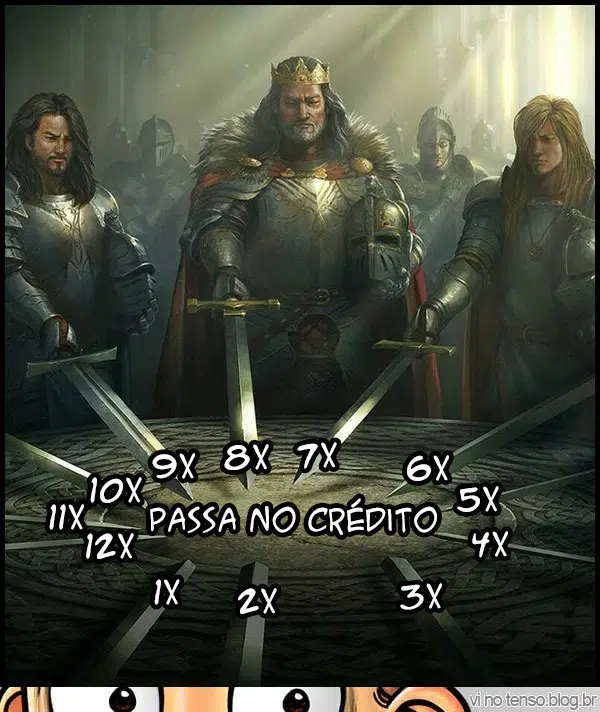 9X 8X 7X 6X
10X 5X
11X PASSA NO CRÉDITO 4X
12X
1X 2X 3X
vi no tenso.blog.br